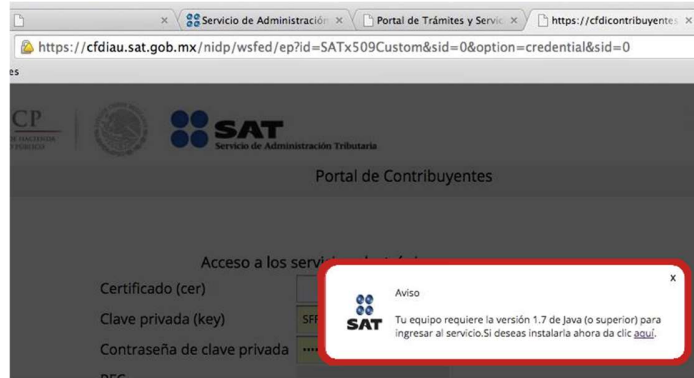 Servicio de Administración
Portal de Trámites y Servic
https://cfdicontribuyentes
https://cfdiau.sat.gob.mx/nidp/wsfed/ep?id=SATx509Custom&sid=0&option=credential&sid=0
es
CP
SAT
Servicio de Administración Tributaria
Portal de Contribuyentes
Acceso a los
Certificado (cer)
Clave privada (key)
Contraseña de clave privada
x
Aviso
SAT
Tu equipo requiere la versión 1.7 de Java (o superior) para
ingresar al servicio.Si deseas instalarla ahora da clic aquí.